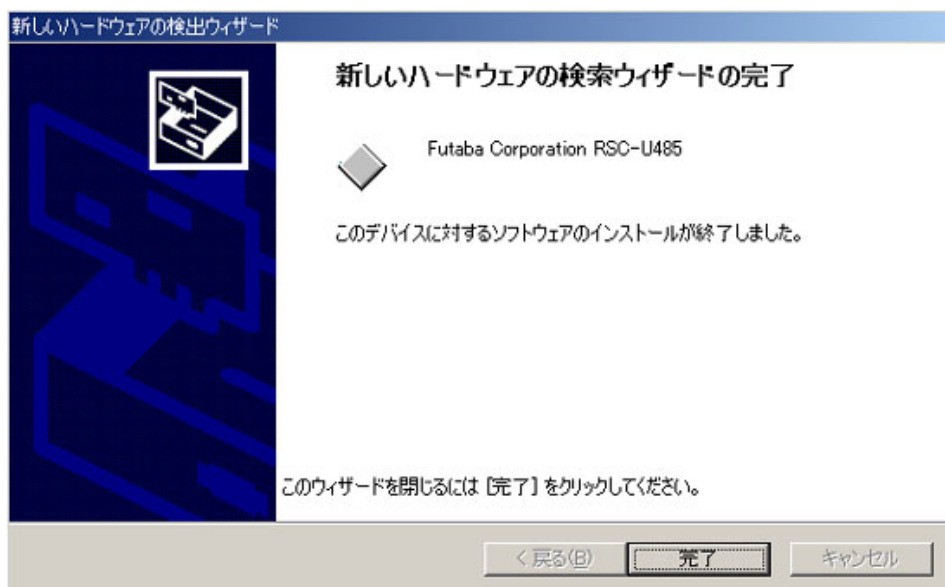 新しいハードウェアの検出ウィザード
新しいハードウェアの検索ウィザードの完了
Futaba Corporation RSC-U485
このデバイスに対するソフトウェアのインストールが終了しました。
このウィザードを閉じるには [完了] をクリックしてください。
< 戻る(B)
完了
キャンセル